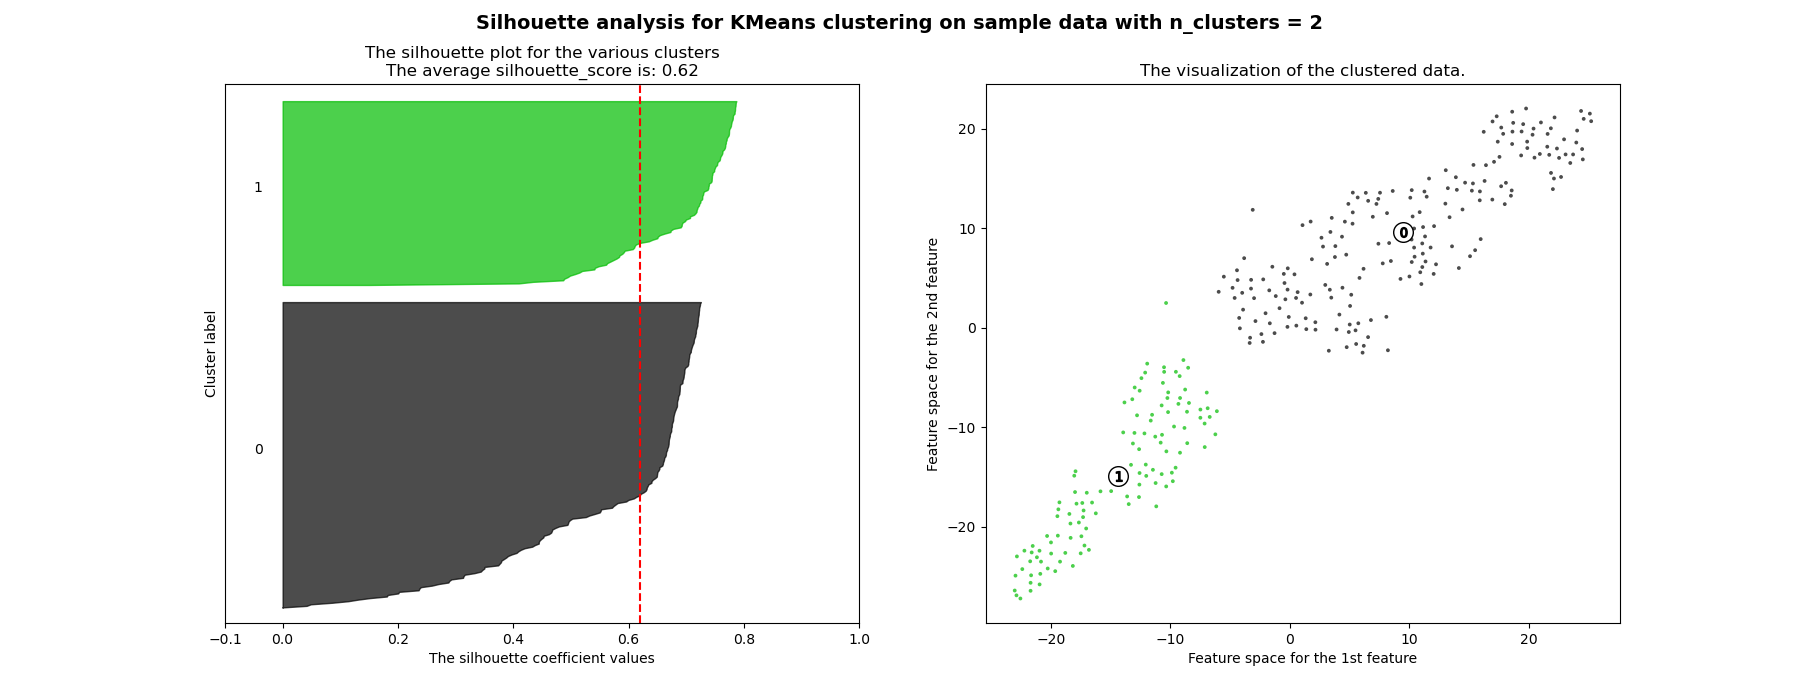 Silhouette analysis for KMeans clustering on sample data with n_clusters = 2
The silhouette plot for the various clusters
The average silhouette_score is: 0.62
1
0
Cluster label
−0.1 0.0 0.2 0.4 0.6 0.8 1.0
The silhouette coefficient values
The visualization of the clustered data.
20
10
0
−10
−20
Feature space for the 2nd feature
0
1
−20 −10 0 10 20
Feature space for the 1st feature